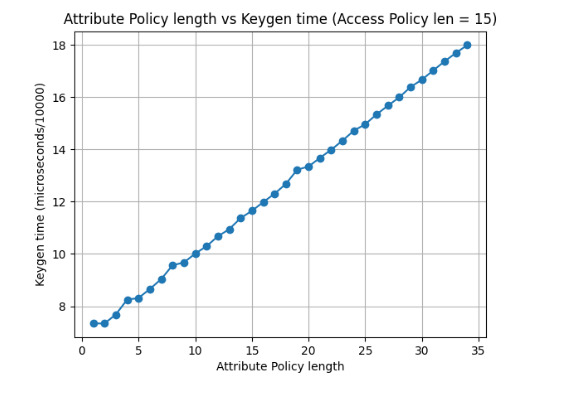 Attribute Policy length vs Keygen time (Access Policy len = 15)
18
16
14
12
10
8
Keygen time (microseconds/10000)
0 5 10 15 20 25 30 35
Attribute Policy length